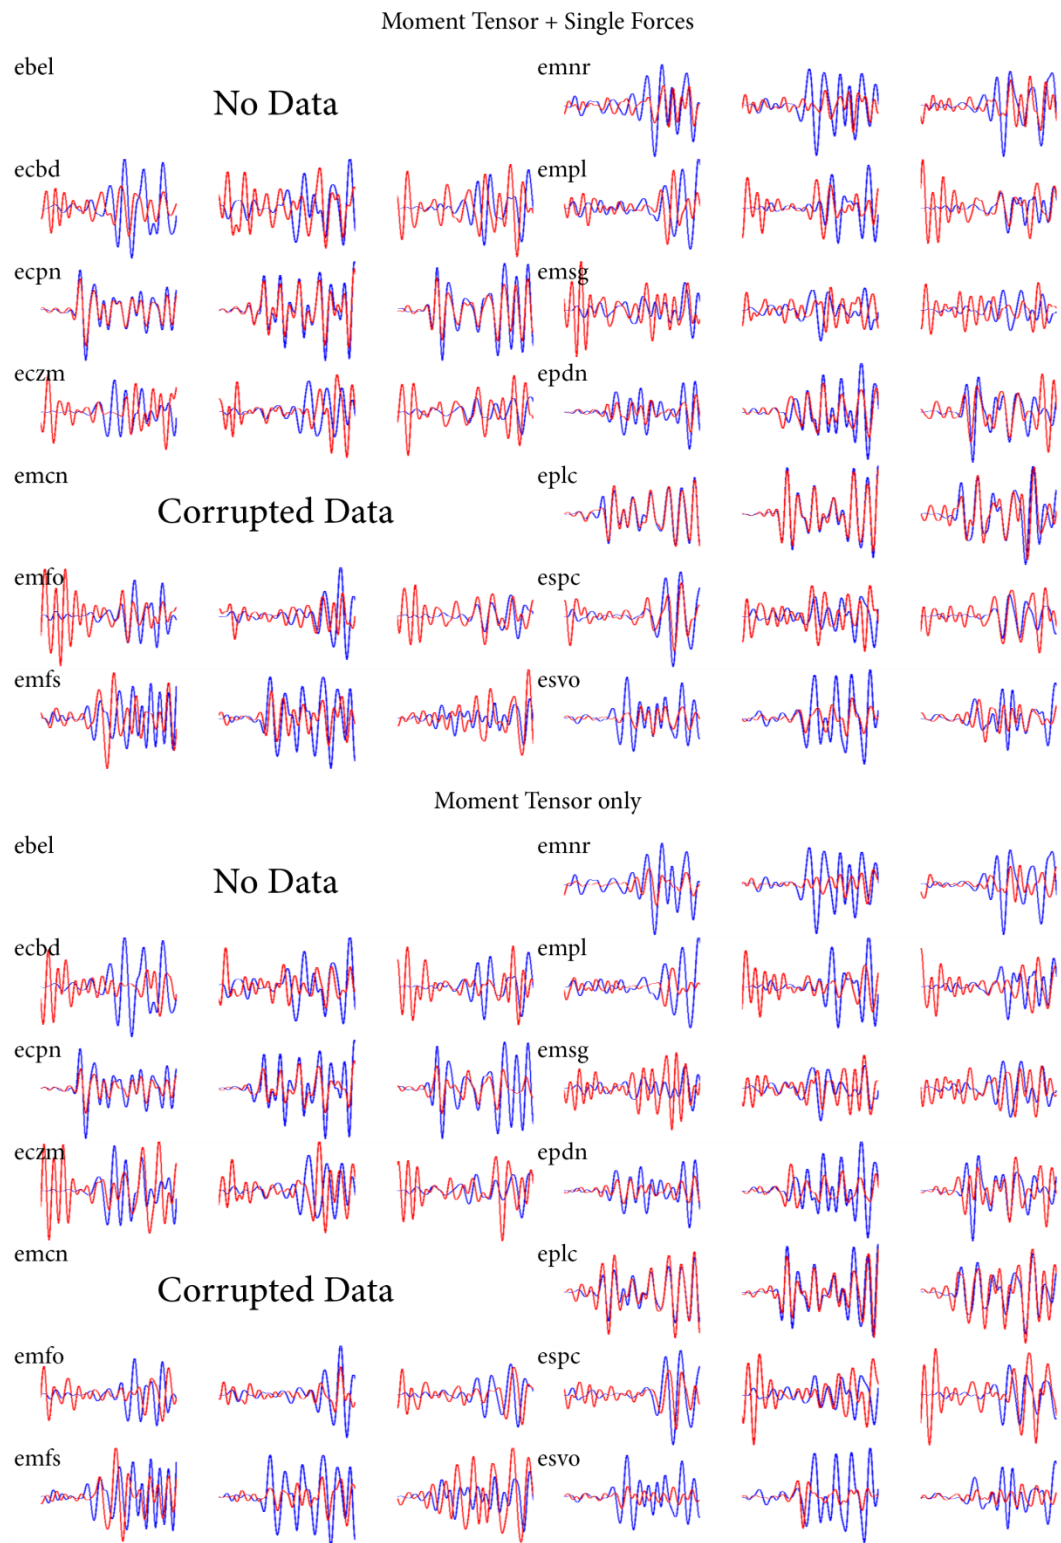 Moment Tensor + Single Forces
ebel
No Data
ecbd
ecpn
eczm
emcn
Corrupted Data
emfo
emfs
emnr
empl
emsg
epdn
eplc
espc
esvo
Moment Tensor only
ebel
No Data
ecbd
ecpn
eczm
emcn
Corrupted Data
emfo
emfs
emnr
empl
emsg
epdn
eplc
espc
esvo